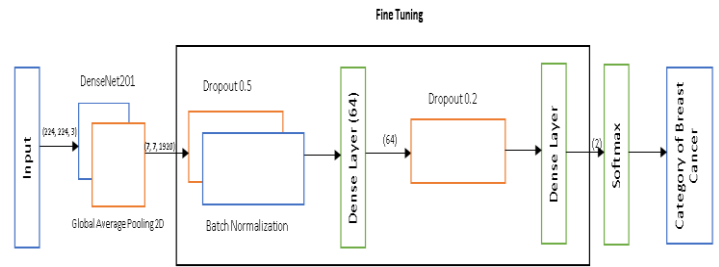 Fine Tuning
Input
(224, 224, 3)
DenseNet201
Global Average Pooling 2D
(7, 7, 1920)
Dropout 0.5
Batch Normalization
Dense Layer (64)
(64)
Dropout 0.2
Dense Layer
(2)
Softmax
Category of Breast
Cancer